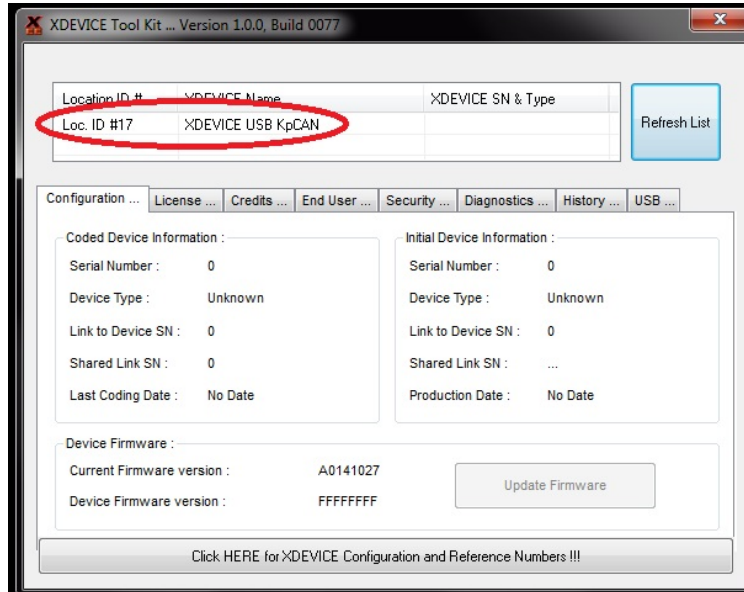 XDEVICE Tool Kit ... Version 1.0.0, Build 0077
X
Location ID # XDEVICE Name XDEVICE SN & Type
Loc. ID #17 XDEVICE USB KpCAN
Refresh List
Configuration ... License ... Credits ... End User ... Security ... Diagnostics ... History ... USB ...
Coded Device Information : Initial Device Information :
Serial Number : 0 Serial Number : 0
Device Type : Unknown Device Type : Unknown
Link to Device SN : 0 Link to Device SN : 0
Shared Link SN : 0 Shared Link SN : ...
Last Coding Date : No Date Production Date : No Date
Device Firmware :
Current Firmware version : A0141027
Update Firmware
Device Firmware version : FFFFFFFF
Click HERE for XDEVICE Configuration and Reference Numbers !!!